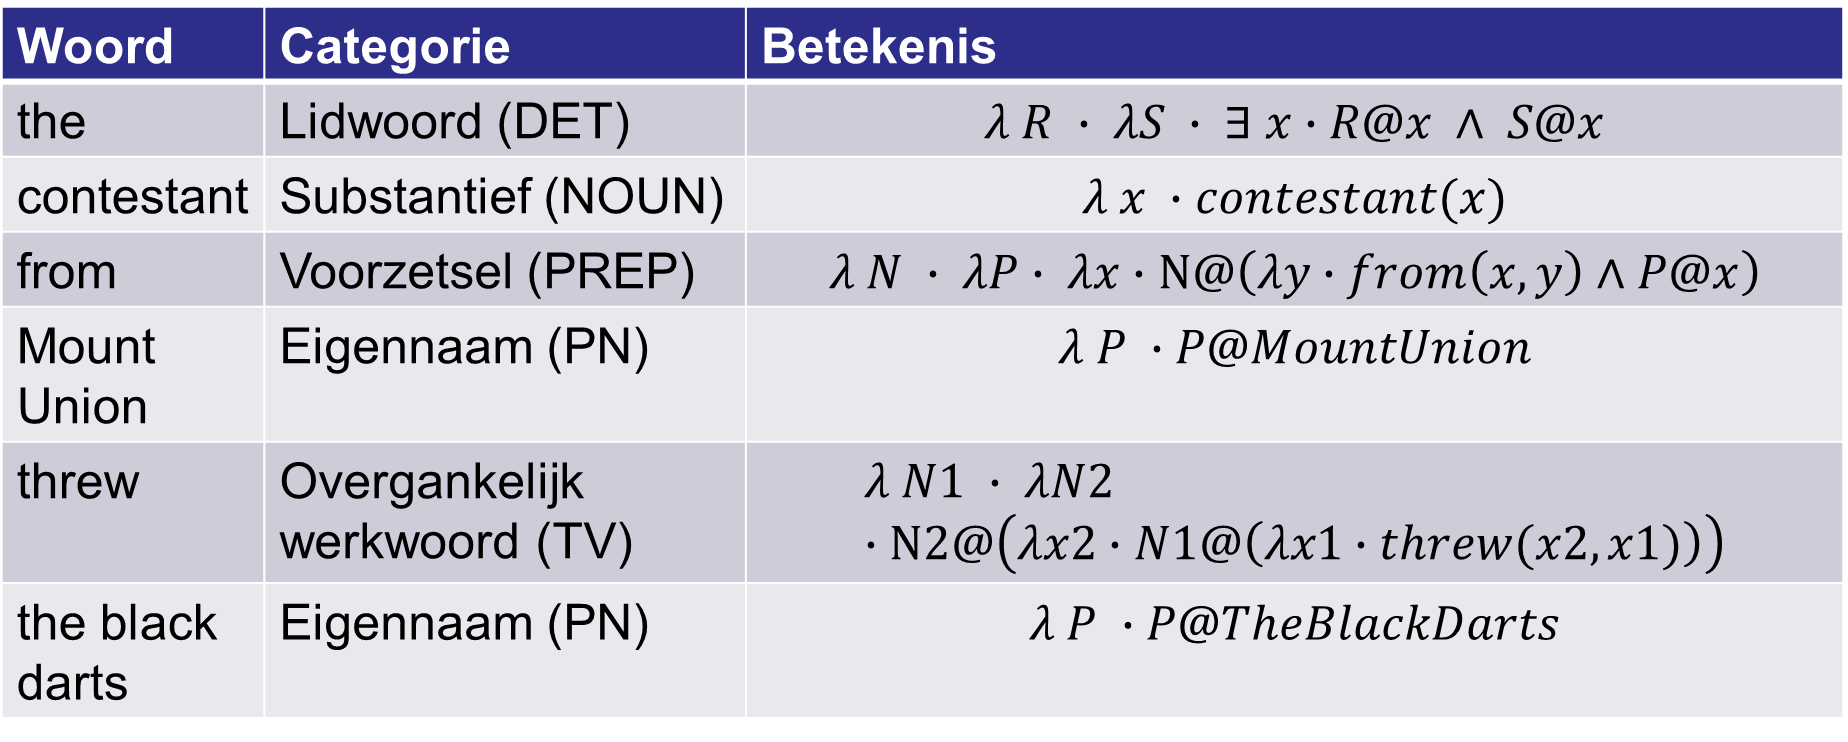 Woord Categorie Betekenis
the Lidwoord (DET) λ R · λS · ∃ x · R@x ∧ S@x
contestant Substantief (NOUN) λ x · contestant(x)
from Voorzetsel (PREP) λ N · λP · λx · N@(λy · from(x, y) ∧ P@x)
Mount Eigennaam (PN) λ P · P@MountUnion
Union
threw Overgankelijk λ N1 · λN2
werkwoord (TV) · N2@(λx2 · N1@(λx1 · threw(x2, x1)))
the black Eigennaam (PN) λ P · P@TheBlackDarts
darts